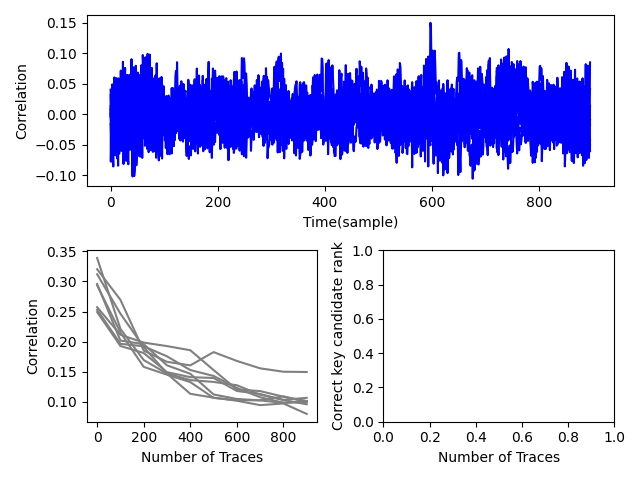 0.15
0.10
0.05
0.00
−0.05
−0.10
Correlation
0 200 400 600 800
Time(sample)
0.35
0.30
0.25
0.20
0.15
0.10
Correlation
0 200 400 600 800
Number of Traces
1.0
0.8
0.6
0.4
0.2
0.0
Correct key candidate rank
0.0 0.2 0.4 0.6 0.8 1.0
Number of Traces